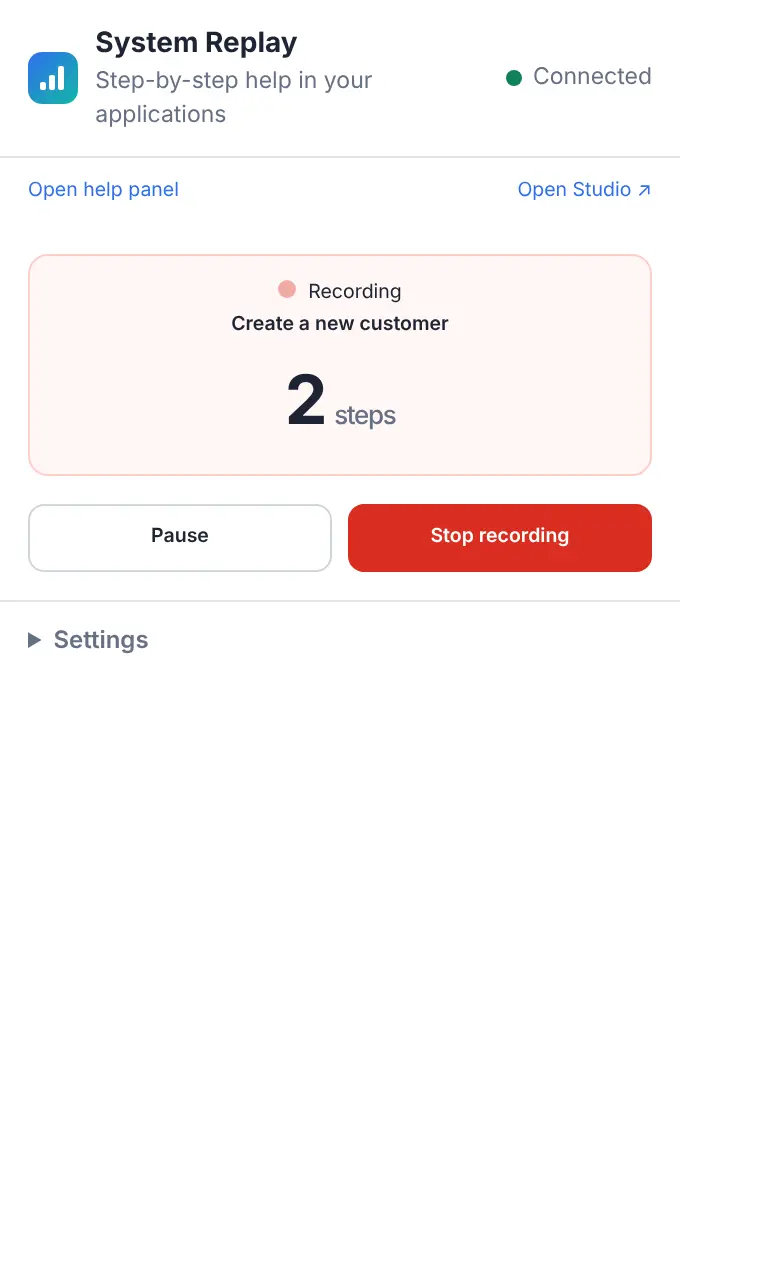 System Replay
Step-by-step help in your
applications
Connected
Open help panel
Open Studio ↗
Recording
Create a new customer
2 steps
Pause
Stop recording
Settings